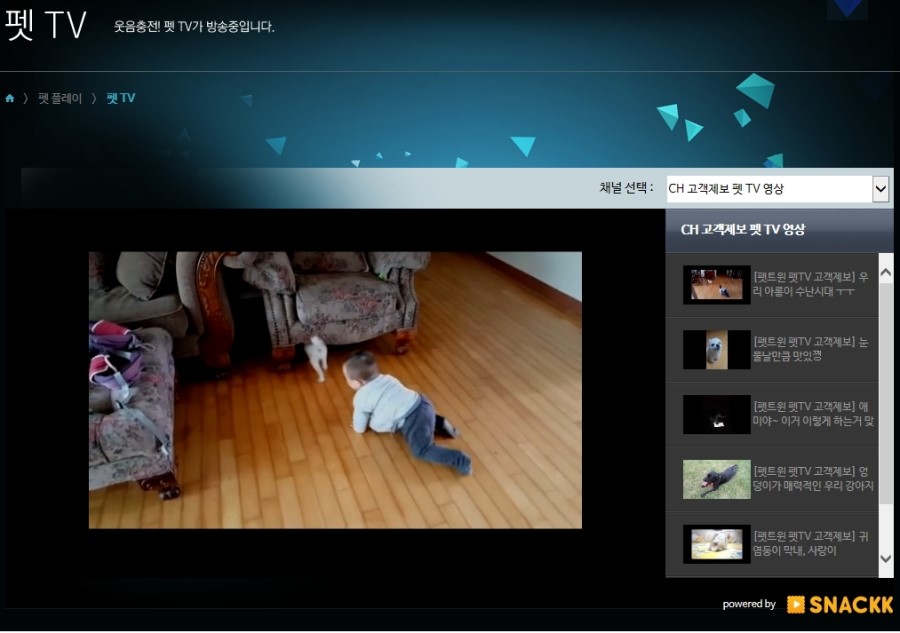 펫 TV
웃음충전! 펫 TV가 방송중입니다.
펫 플레이 〉 펫 TV
채널 선택 :
CH 고객제보 펫 TV 영상
CH 고객제보 펫 TV 영상
[펫트윈 펫TV 고객제보] 우
리 아롱이 수난시대 ㅜㅜ
[펫트윈 펫TV 고객제보] 눈
물날만큼 맛있쪙
[펫트윈 펫TV 고객제보] 애
미야~ 이거 이렇게 하는거 맞
[펫트윈 펫TV 고객제보] 엉
덩이가 매력적인 우리 강아지
[펫트윈 펫TV 고객제보] 귀
염둥이 막내, 사랑이
powered by SNACKK